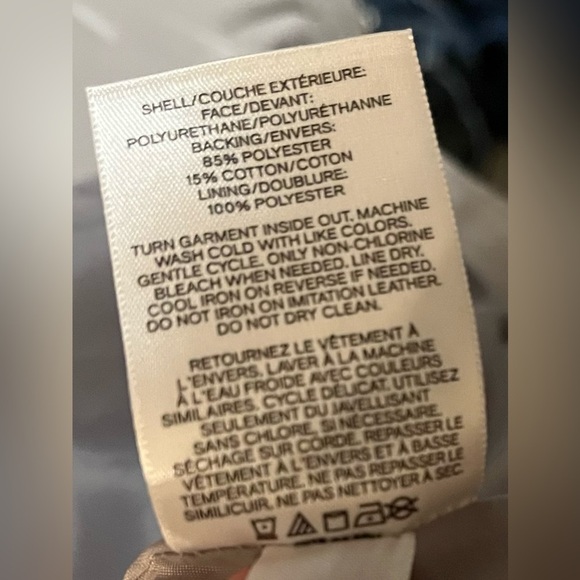 SHELL/COUCHE EXTÉRIEURE:
FACE/DEVANT:
POLYURETHANE/POLYURÉTHANNE
BACKING/ENVERS:
85% POLYESTER
15% COTTON/COTON
LINING/DOUBLURE:
100% POLYESTER
TURN GARMENT INSIDE OUT. MACHINE
WASH COLD WITH LIKE COLORS.
GENTLE CYCLE. ONLY NON-CHLORINE
BLEACH WHEN NEEDED. LINE DRY.
COOL IRON ON REVERSE IF NEEDED.
DO NOT IRON ON IMITATION LEATHER.
DO NOT DRY CLEAN.
RETOURNEZ LE VÊTEMENT À
L'ENVERS. LAVER À LA MACHINE
À L'EAU FROIDE AVEC COULEURS
SIMILAIRES. CYCLE DÉLICAT. UTILISEZ
SEULEMENT DU JAVELLISANT
SANS CHLORE, SI NÉCESSAIRE.
SÉCHAGE SUR CORDE. REPASSER LE
VÊTEMENT À L'ENVERS ET À BASSE
TEMPÉRATURE. NE PAS REPASSER LE
SIMILICUIR. NE PAS NETTOYER À SEC.